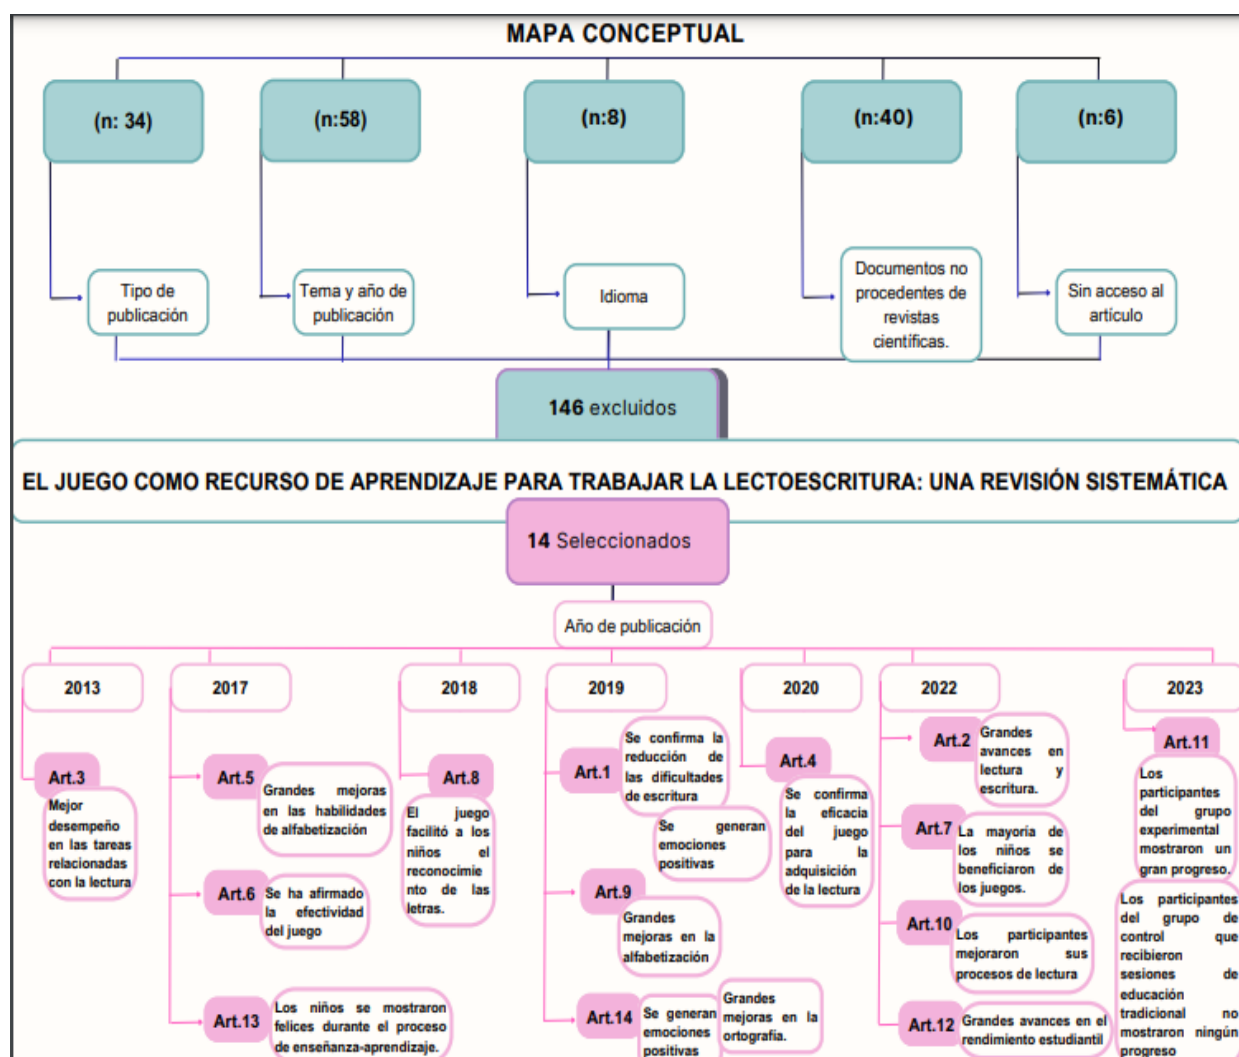 MAPA CONCEPTUAL
(n: 34)
(n:58)
(n:8)
(n:40)
(n:6)
Tipo de
publicación
Tema y año de
publicación
Idioma
Documentos no
procedentes de
revistas
científicas.
Sin acceso al
artículo
146 excluidos
EL JUEGO COMO RECURSO DE APRENDIZAJE PARA TRABAJAR LA LECTOESCRITURA: UNA REVISIÓN SISTEMÁTICA
14 Seleccionados
Año de publicación
2013
2017
2018
2019
2020
2022
2023
Art.3
Mejor
desempeño
en las tareas
relacionadas
con la lectura
Art.5
Grandes mejoras
en las habilidades
de alfabetización
Art.6
Se ha afirmado
la efectividad
del juego
Art.13
Los niños se mostraron
felices durante el proceso
de enseñanza-aprendizaje.
Art.8
El juego
facilitó a los
niños el
reconocimie
nto de las
letras.
Art.1
Se confirma la
reducción de
las dificultades
de escritura
Se generan
emociones
positivas
Art.9
Grandes
mejoras en la
alfabetización
Art.14
Se generan
emociones
positivas
Grandes
mejoras en la
ortografía.
Art.4
Se confirma
la eficacia
del juego
para la
adquisición
de la lectura
Art.2
Grandes
avances en
lectura y
escritura.
Art.7
La mayoría de
los niños se
beneficiaron de
los juegos.
Art.10
Los participantes
mejoraron sus
procesos de lectura
Art.12
Grandes avances en el
rendimiento estudiantil
Art.11
Los
participantes
del grupo
experimental
mostraron un
gran progreso.
Los participantes
del grupo de
control que
recibieron
sesiones de
educación
tradicional no
mostraron ningún
progreso